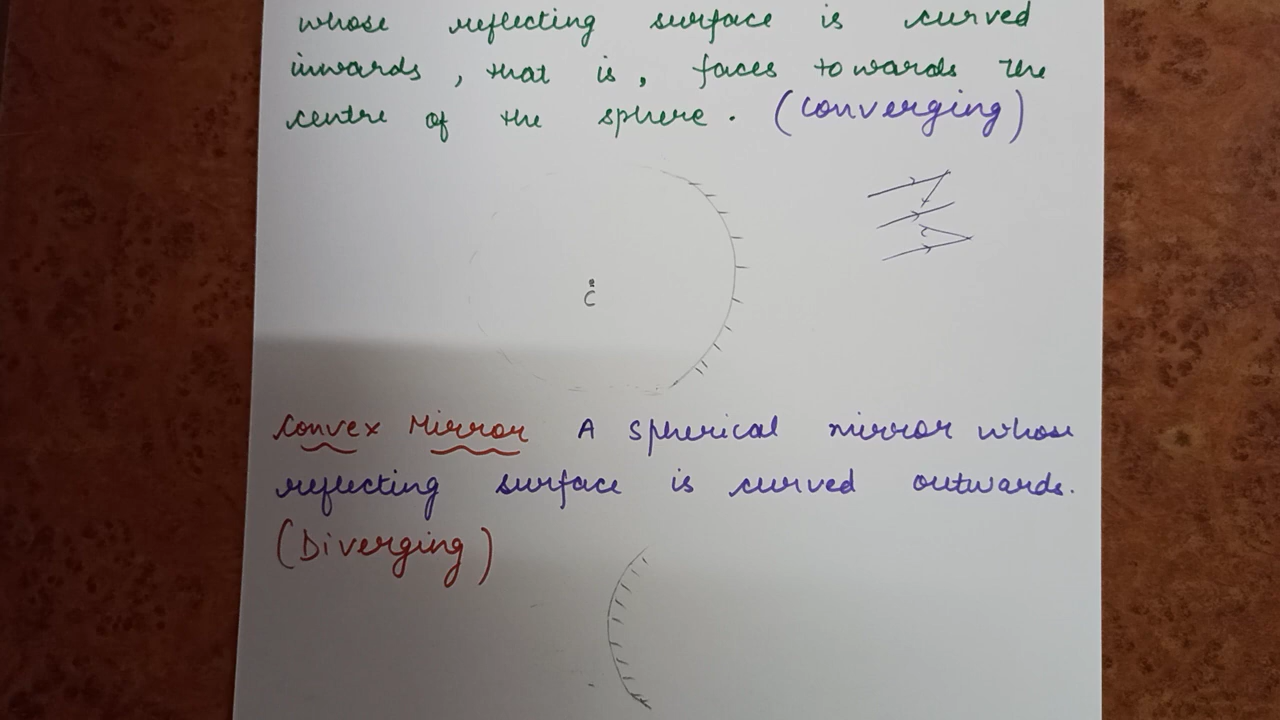 whose reflecting surface is curved
inwards, that is, faces towards the
centre of the sphere. (Converging)
C
Convex Mirror A spherical mirror whose
reflecting surface is curved outwards.
(Diverging)